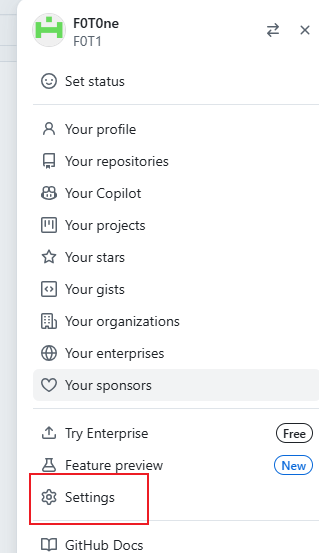 F0T0ne
F0T1
Set status
Your profile
Your repositories
Your Copilot
Your projects
Your stars
Your gists
Your organizations
Your enterprises
Your sponsors
Try Enterprise Free
Feature preview New
Settings
GitHub Docs